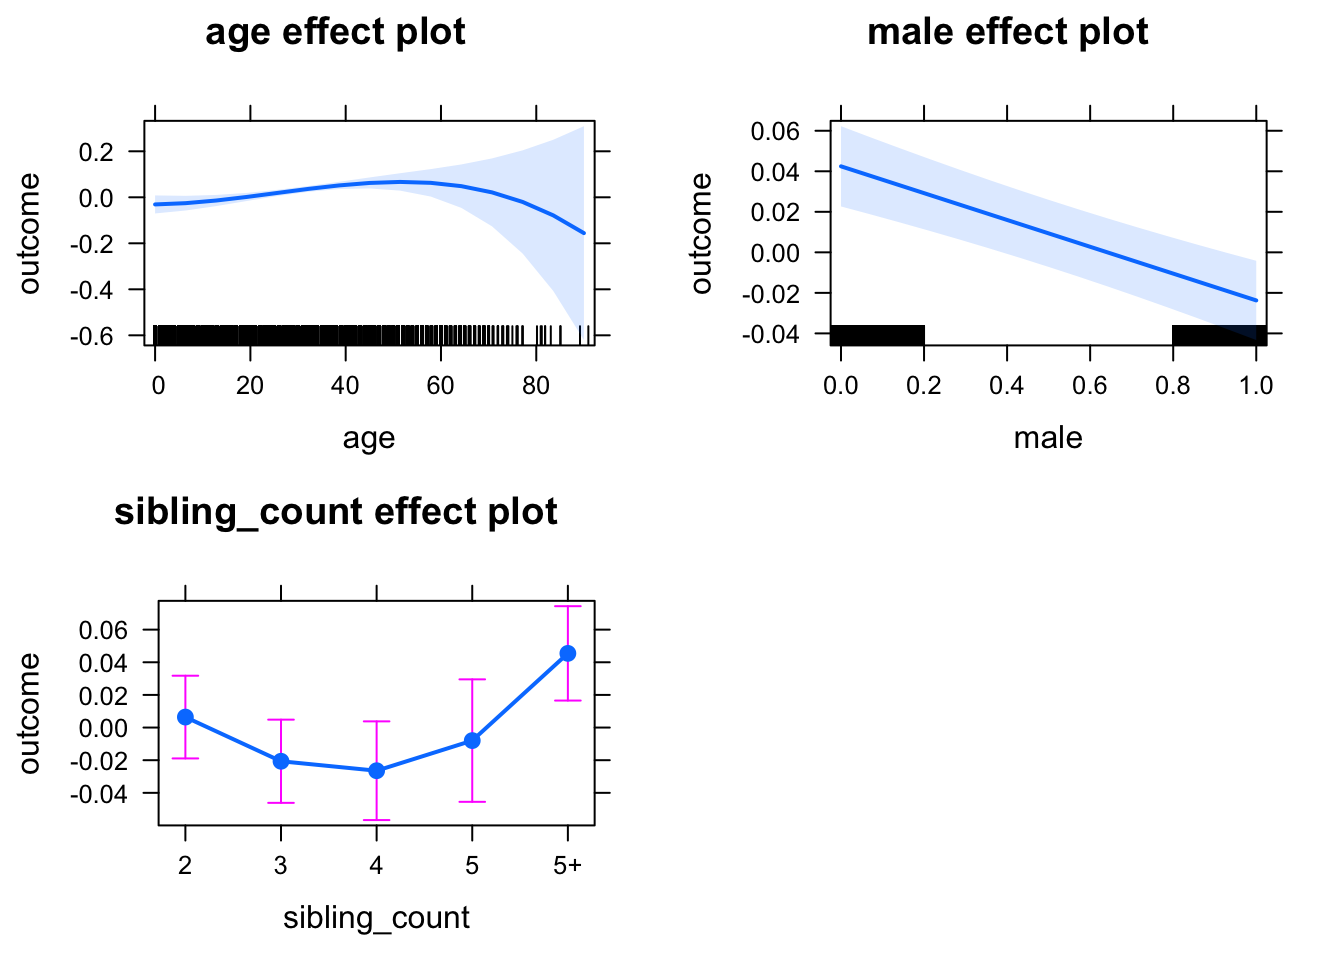 age effect plot
outcome
0.2
0.0
-0.2
-0.4
-0.6
0 20 40 60 80
age
male effect plot
outcome
0.06
0.04
0.02
0.00
-0.02
-0.04
0.0 0.2 0.4 0.6 0.8 1.0
male
sibling_count effect plot
outcome
0.06
0.04
0.02
0.00
-0.02
-0.04
2 3 4 5 5+
sibling_count